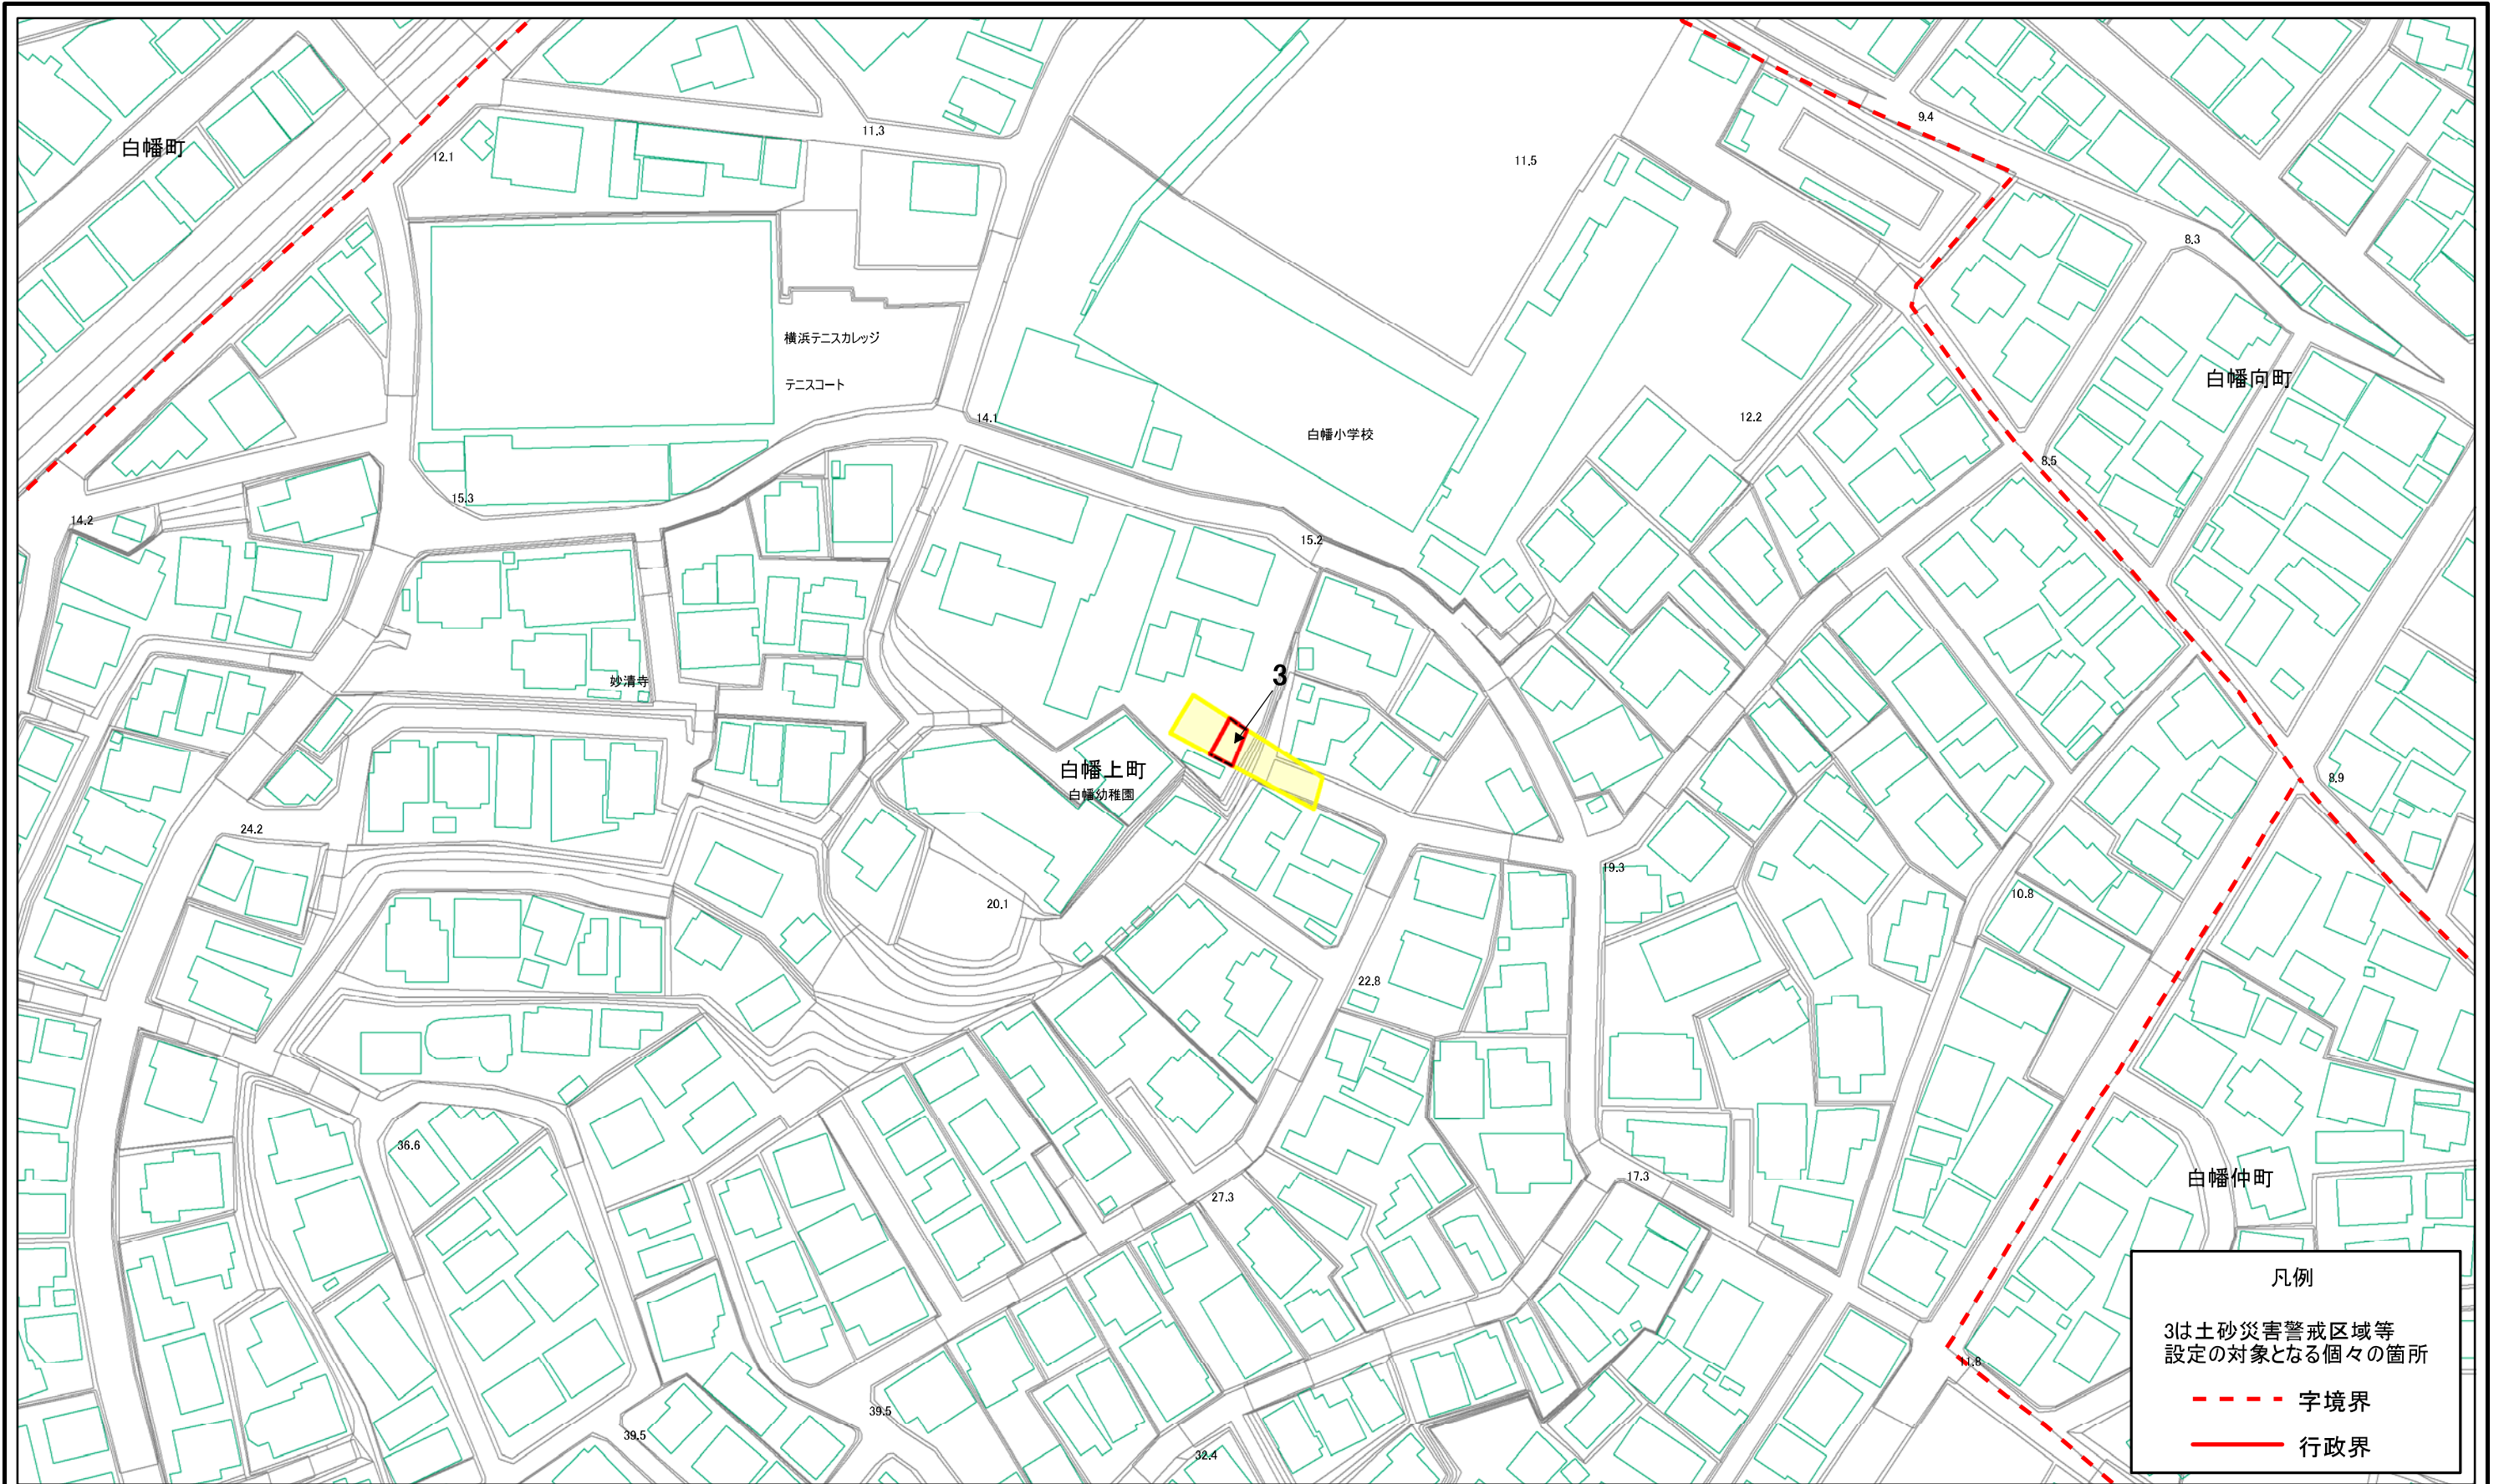 白幡町
12.1
11.3
11.5
9.4
8.3
横浜テニスカレッジ
テニスコート
14.1
白幡小学校
12.2
白幡向町
8.5
15.3
14.2
15.2
妙清寺
3
白幡上町
白幡幼稚園
8.9
24.2
19.3
10.8
20.1
22.8
36.6
27.3
17.3
白幡仲町
11.8
39.5
39.5
32.4
凡例
3は土砂災害警戒区域等
設定の対象となる個々の箇所
字境界
行政界